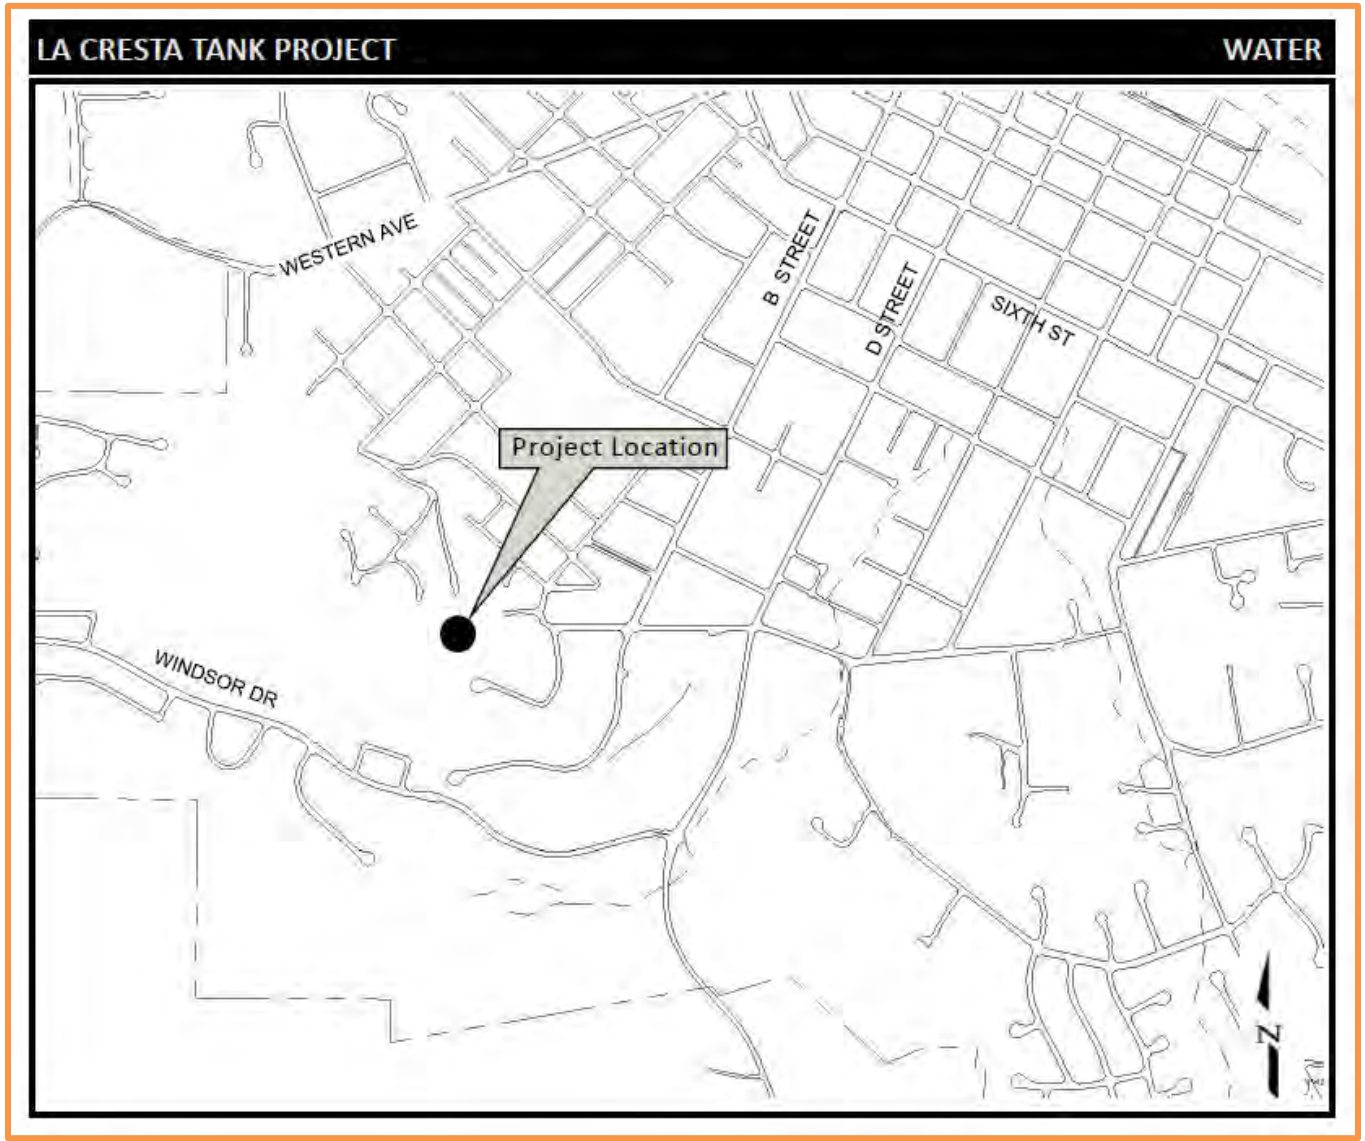 LA CRESTA TANK PROJECT
WATER
WESTERN AVE
B STREET
D STREET
SIXTH ST
Project Location
WINDSOR DR
N